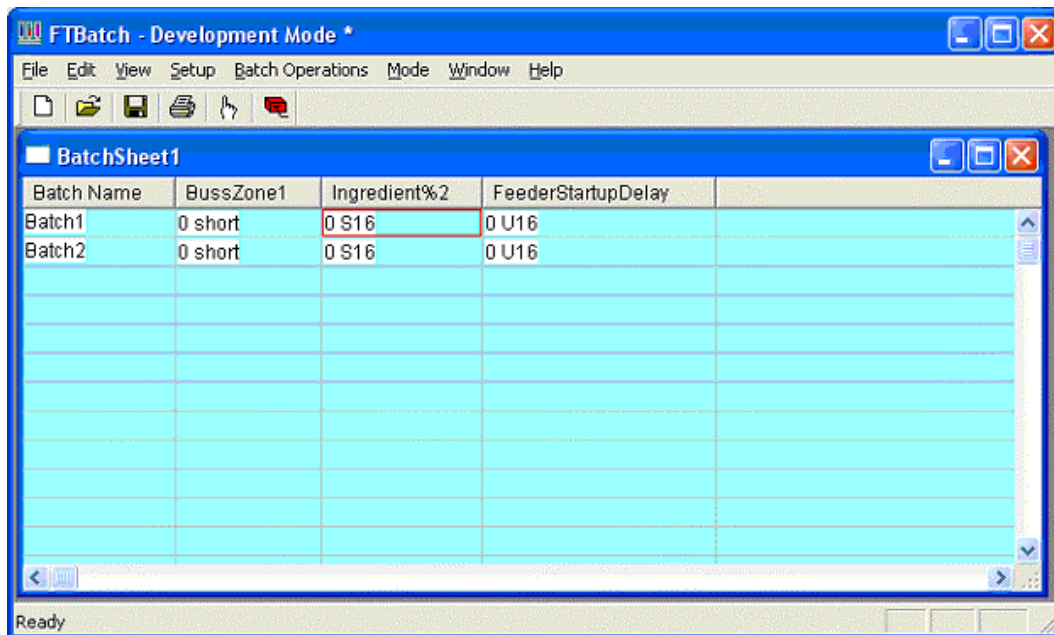 FTBatch - Development Mode *
File Edit View Setup Batch Operations Mode Window Help
BatchSheet1
Batch Name BussZone1 Ingredient%2 FeederStartupDelay
Batch1 0 short 0 S16 0 U16
Batch2 0 short 0 S16 0 U16
Ready